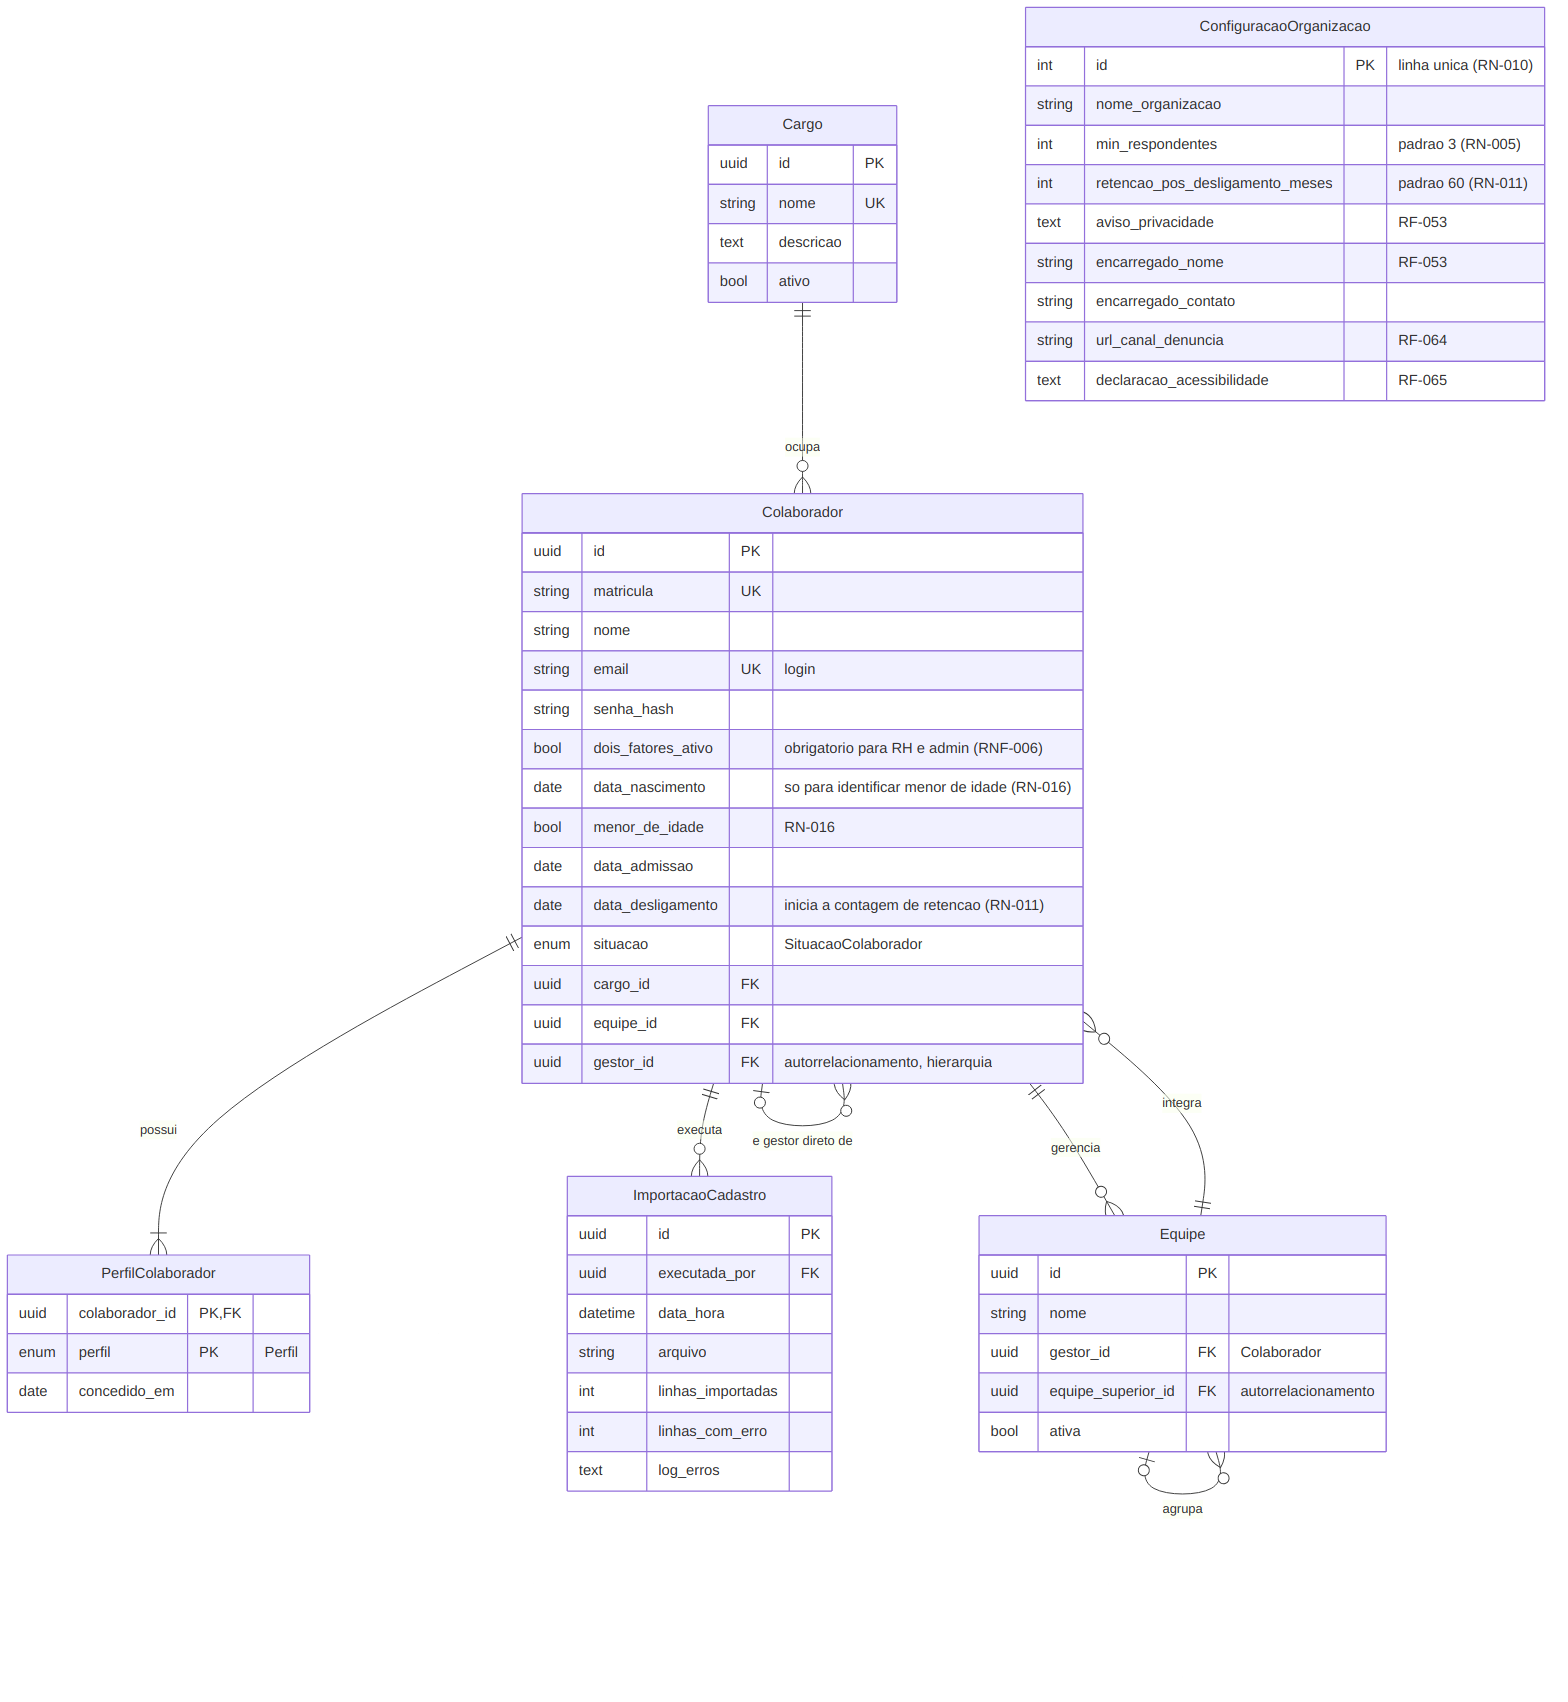 ConfiguracaoOrganizacao
int id PK linha unica (RN-010)
string nome_organizacao
int min_respondentes padrao 3 (RN-005)
int retencao_pos_desligamento_meses padrao 60 (RN-011)
text aviso_privacidade RF-053
string encarregado_nome RF-053
string encarregado_contato
string url_canal_denuncia RF-064
text declaracao_acessibilidade RF-065
Cargo
uuid id PK
string nome UK
text descricao
bool ativo
ocupa
Colaborador
uuid id PK
string matricula UK
string nome
string email UK login
string senha_hash
bool dois_fatores_ativo obrigatorio para RH e admin (RNF-006)
date data_nascimento so para identificar menor de idade (RN-016)
bool menor_de_idade RN-016
date data_admissao
date data_desligamento inicia a contagem de retencao (RN-011)
enum situacao SituacaoColaborador
uuid cargo_id FK
uuid equipe_id FK
uuid gestor_id FK autorrelacionamento, hierarquia
possui
executa
e gestor direto de
gerencia
integra
PerfilColaborador
uuid colaborador_id PK,FK
enum perfil PK Perfil
date concedido_em
ImportacaoCadastro
uuid id PK
uuid executada_por FK
datetime data_hora
string arquivo
int linhas_importadas
int linhas_com_erro
text log_erros
Equipe
uuid id PK
string nome
uuid gestor_id FK Colaborador
uuid equipe_superior_id FK autorrelacionamento
bool ativa
agrupa